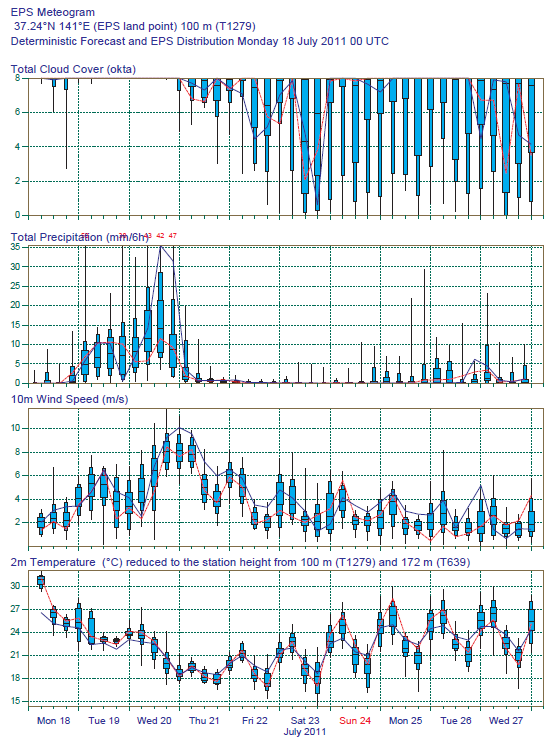 EPS Meteogram
37.24°N 141°E (EPS land point) 100 m (T1279)
Deterministic Forecast and EPS Distribution Monday 18 July 2011 00 UTC
Total Cloud Cover (okta)
8
6
4
2
0
Total Precipitation (mm/6h)
43 42 47
35
30
25
20
15
10
5
0
10m Wind Speed (m/s)
10
8
6
4
2
2m Temperature (°C) reduced to the station height from 100 m (T1279) and 172 m (T639)
30
27
24
21
18
15
Mon 18 Tue 19 Wed 20 Thu 21 Fri 22 Sat 23 Sun 24 Mon 25 Tue 26 Wed 27
July 2011